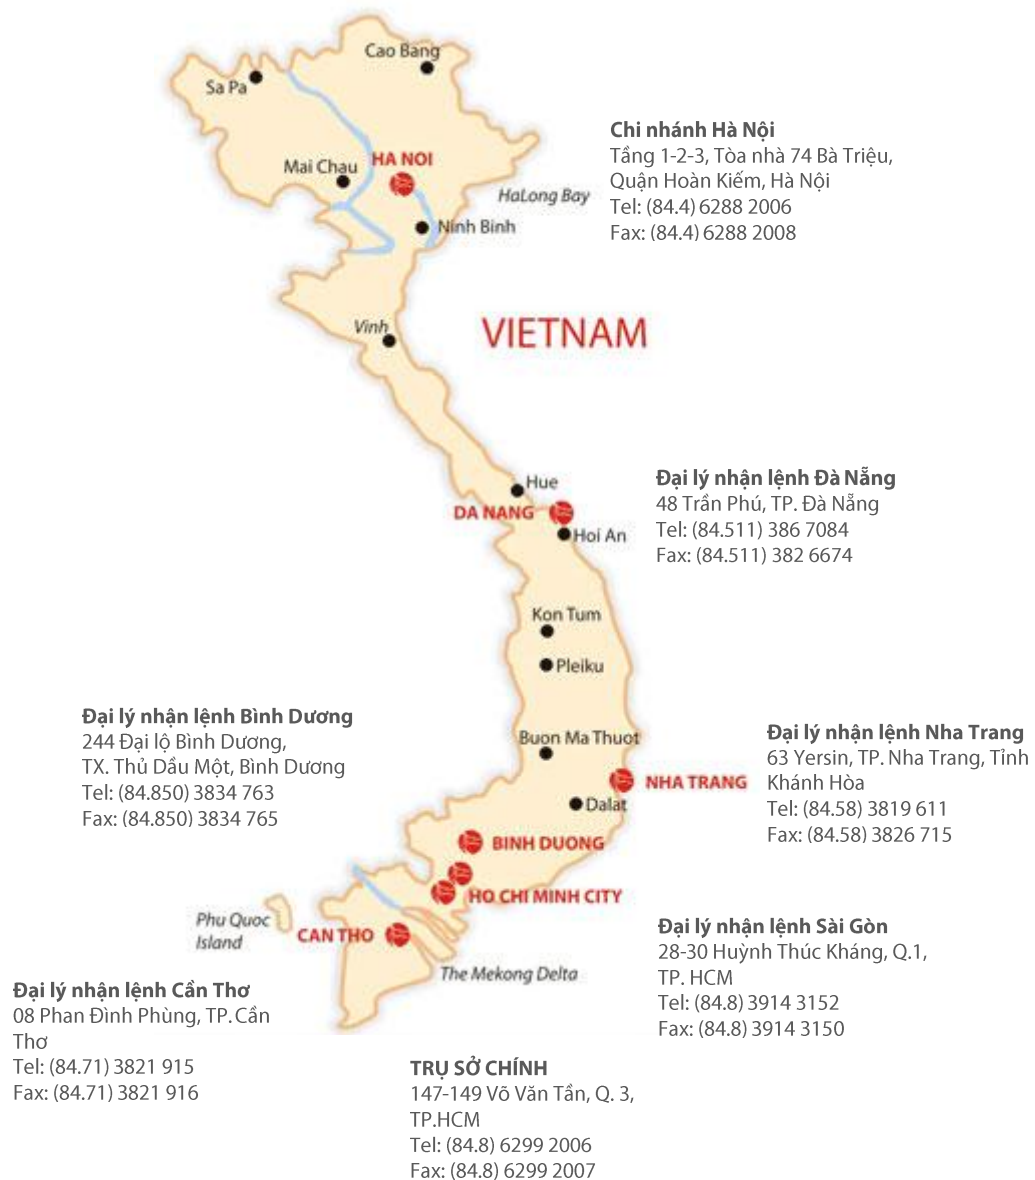 Cao Bang
Sa Pa
Chi nhánh Hà Nội
Tầng 1-2-3, Tòa nhà 74 Bà Triệu,
Quận Hoàn Kiếm, Hà Nội
Tel: (84.4) 6288 2006
Fax: (84.4) 6288 2008
HA NOI
Mai Chau
HaLong Bay
Ninh Binh
VIETNAM
Vinh
Đại lý nhận lệnh Đà Nẵng
48 Trần Phú, TP. Đà Nẵng
Tel: (84.511) 386 7084
Fax: (84.511) 382 6674
Hue
DA NANG
Hoi An
Kon Tum
Pleiku
Đại lý nhận lệnh Bình Dương
244 Đại lộ Bình Dương,
TX. Thủ Dầu Một, Bình Dương
Tel: (84.850) 3834 763
Fax: (84.850) 3834 765
Buon Ma Thuot
Đại lý nhận lệnh Nha Trang
63 Yersin, TP. Nha Trang, Tỉnh
Khánh Hòa
Tel: (84.58) 3819 611
Fax: (84.58) 3826 715
NHA TRANG
Dalat
BINH DUONG
HO CHI MINH CITY
Phu Quoc
Island
CAN THO
The Mekong Delta
Đại lý nhận lệnh Sài Gòn
28-30 Huỳnh Thúc Kháng, Q.1,
TP. HCM
Tel: (84.8) 3914 3152
Fax: (84.8) 3914 3150
Đại lý nhận lệnh Cần Thơ
08 Phan Đình Phùng, TP. Cần
Thơ
Tel: (84.71) 3821 915
Fax: (84.71) 3821 916
TRỤ SỞ CHÍNH
147-149 Võ Văn Tần, Q. 3,
TP.HCM
Tel: (84.8) 6299 2006
Fax: (84.8) 6299 2007